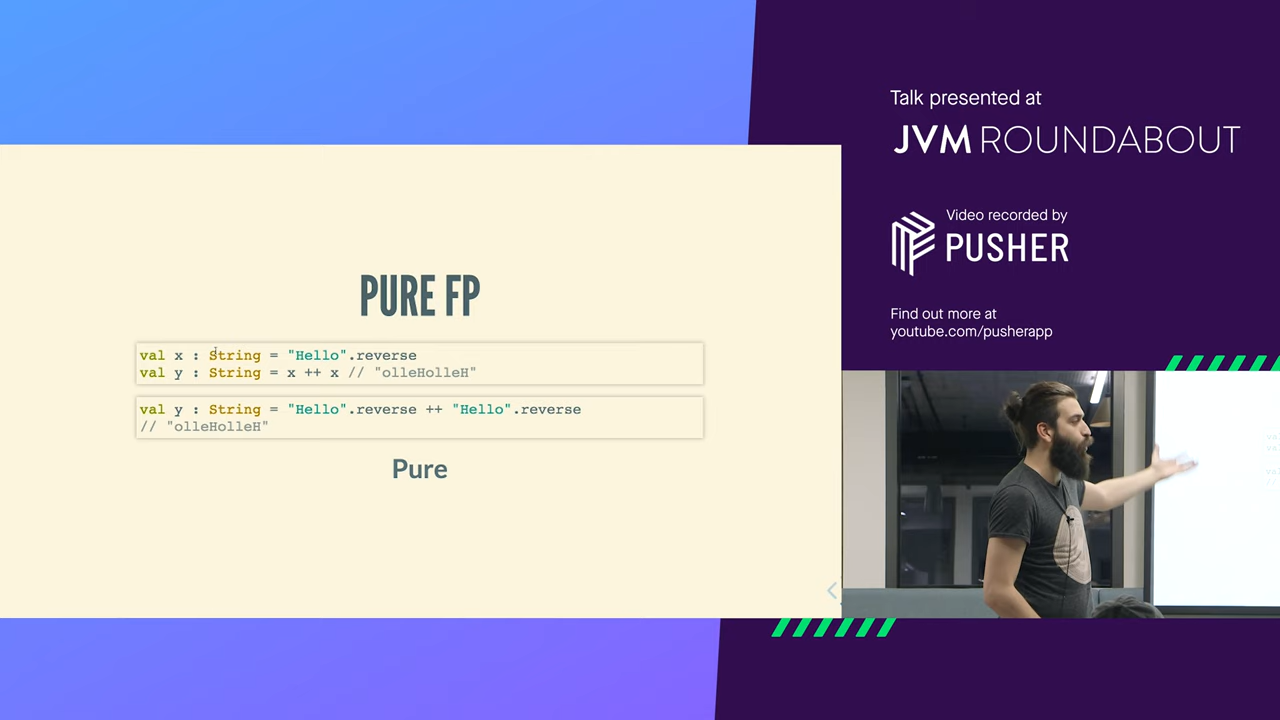 Talk presented at
JVM ROUNDABOUT
Video recorded by
PUSHER
Find out more at
youtube.com/pusherapp
PURE FP
val x : String = "Hello".reverse
val y : String = x ++ x // "olleHolleH"
val y : String = "Hello".reverse ++ "Hello".reverse
// "olleHolleH"
Pure